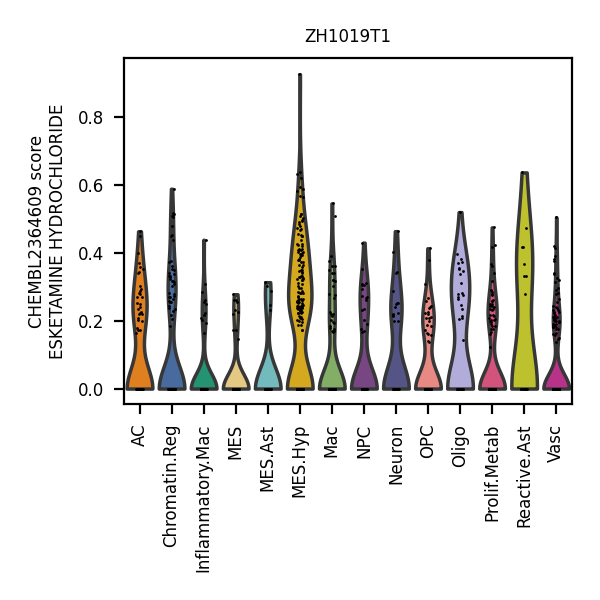 ZH1019T1
CHEMBL2364609 score
ESKETAMINE HYDROCHLORIDE
0.8
0.6
0.4
0.2
0.0
AC
Chromatin.Reg
Inflammatory.Mac
MES
MES.Ast
MES.Hyp
Mac
NPC
Neuron
OPC
Oligo
Prolif.Metab
Reactive.Ast
Vasc